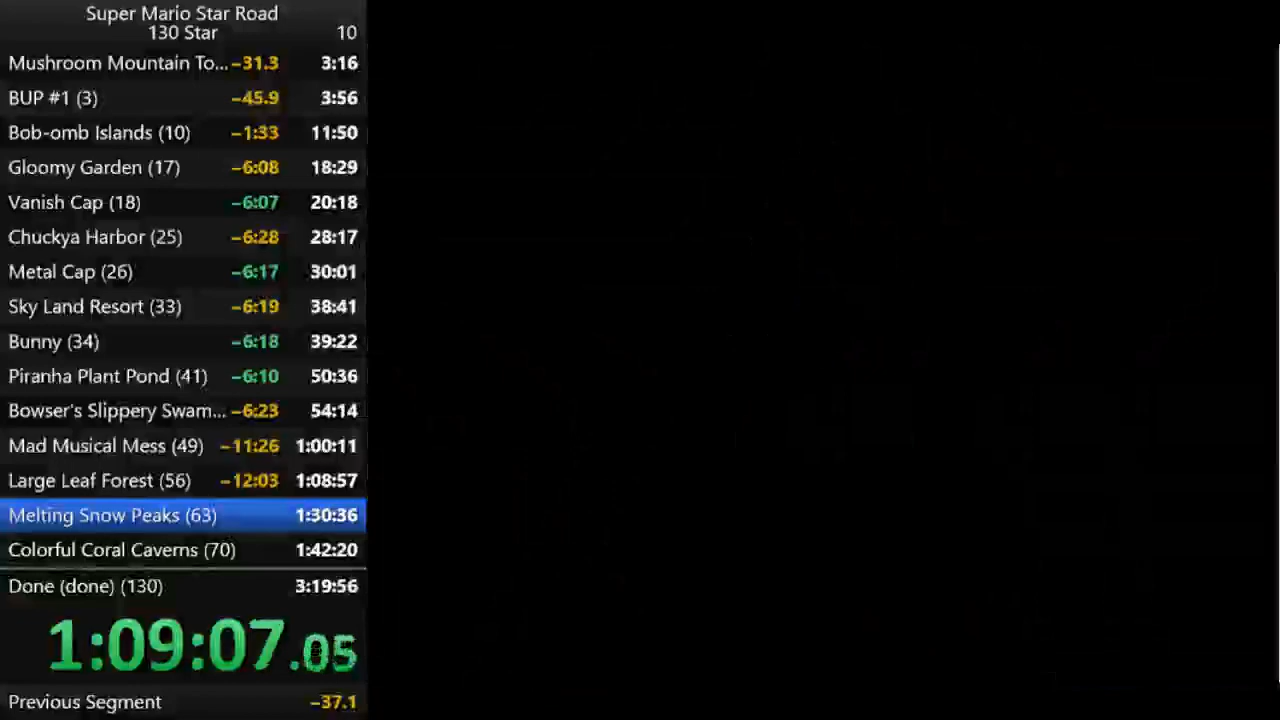 Super Mario Star Road
130 Star 10
Mushroom Mountain To... −31.3 3:16
BUP #1 (3) −45.9 3:56
Bob-omb Islands (10) −1:33 11:50
Gloomy Garden (17) −6:08 18:29
Vanish Cap (18) −6:07 20:18
Chuckya Harbor (25) −6:28 28:17
Metal Cap (26) −6:17 30:01
Sky Land Resort (33) −6:19 38:41
Bunny (34) −6:18 39:22
Piranha Plant Pond (41) −6:10 50:36
Bowser's Slippery Swam... −6:23 54:14
Mad Musical Mess (49) −11:26 1:00:11
Large Leaf Forest (56) −12:03 1:08:57
Melting Snow Peaks (63) 1:30:36
Colorful Coral Caverns (70) 1:42:20
Done (done) (130) 3:19:56
1:09:07.05
Previous Segment −37.1